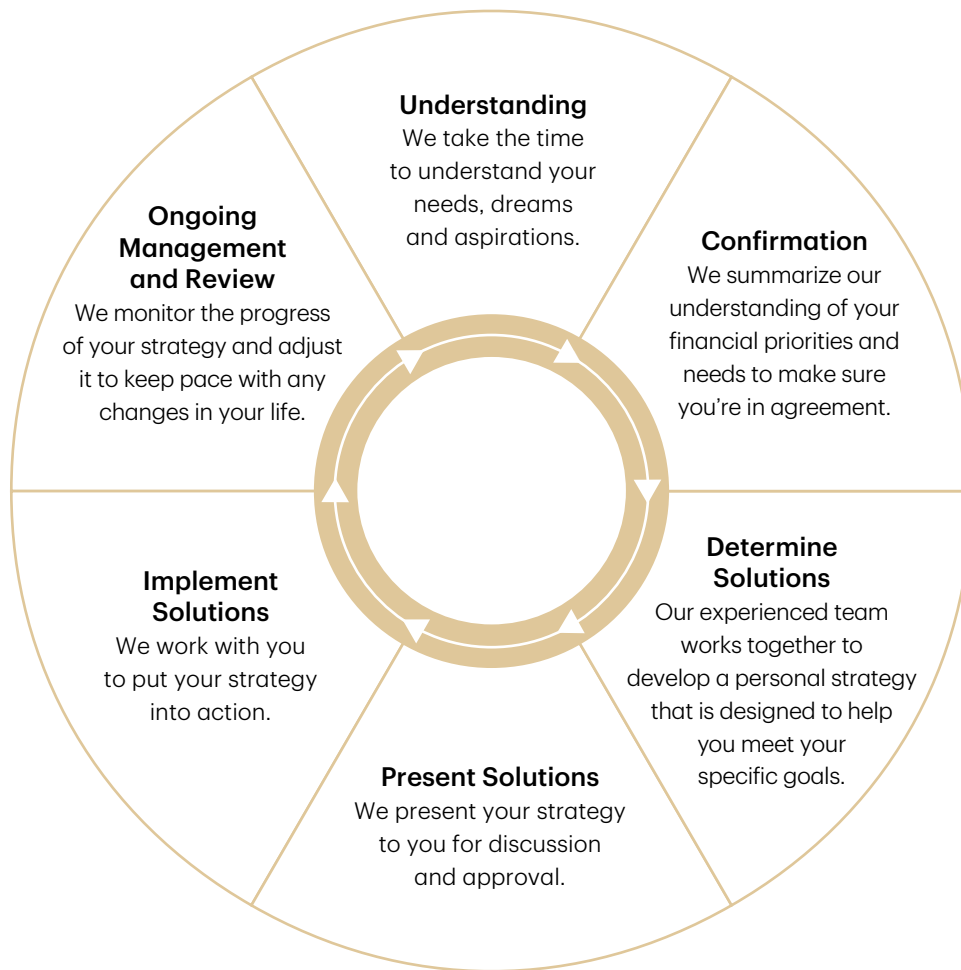 Understanding
We take the time
to understand your
needs, dreams
and aspirations.
Confirmation
We summarize our
understanding of your
financial priorities and
needs to make sure
you're in agreement.
Determine
Solutions
Our experienced team
works together to
develop a personal strategy
that is designed to help
you meet your
specific goals.
Present Solutions
We present your strategy
to you for discussion
and approval.
Implement
Solutions
We work with you
to put your strategy
into action.
Ongoing
Management
and Review
We monitor the progress
of your strategy and adjust
it to keep pace with any
changes in your life.